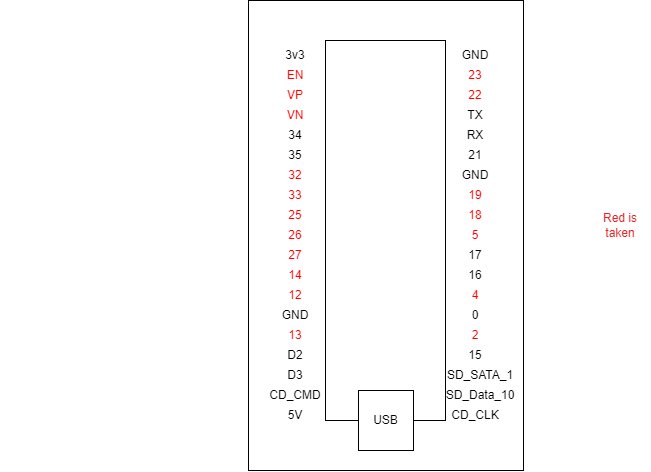 3v3
GND
EN
23
VP
22
VN
TX
34
RX
35
21
32
GND
33
19
25
18
26
5
27
17
14
16
12
4
GND
0
13
2
D2
15
D3
SD_SATA_1
CD_CMD
SD_Data_10
5V
USB
CD_CLK
Red is
taken